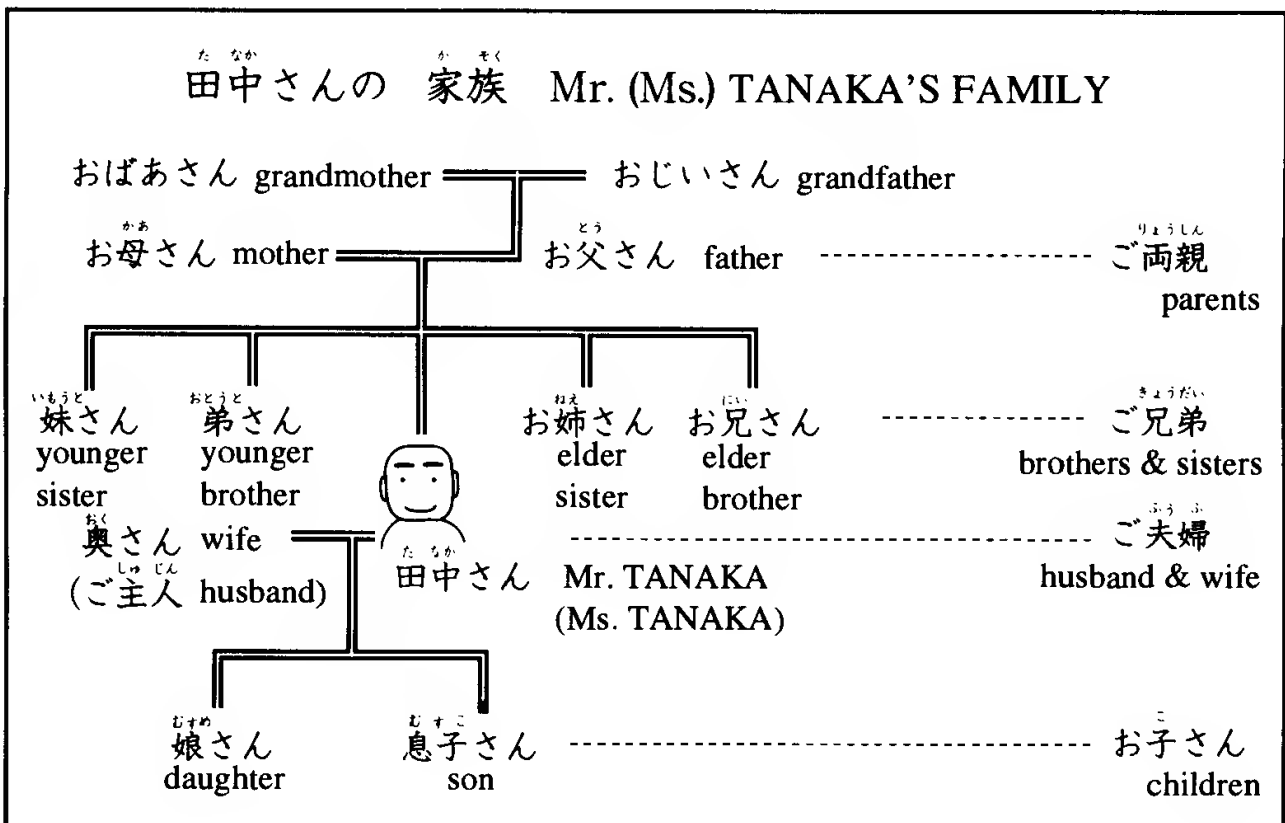 た なか か そく
田中さんの 家族 Mr. (Ms.) TANAKA'S FAMILY
おばあさん grandmother おじいさん grandfather
かあ とう りょうしん
お母さん mother お父さん father ご両親
parents
いもうと おとうと ねえ にい きょうだい
妹さん 弟さん お姉さん お兄さん ご兄弟
younger younger elder elder brothers & sisters
sister brother sister brother
おく ふう ふ
奥さん wife ご夫婦
しゅ じん た なか
(ご主人 husband) 田中さん Mr. TANAKA husband & wife
(Ms. TANAKA)
むすめ むすこ こ
娘さん 息子さん お子さん
daughter son children